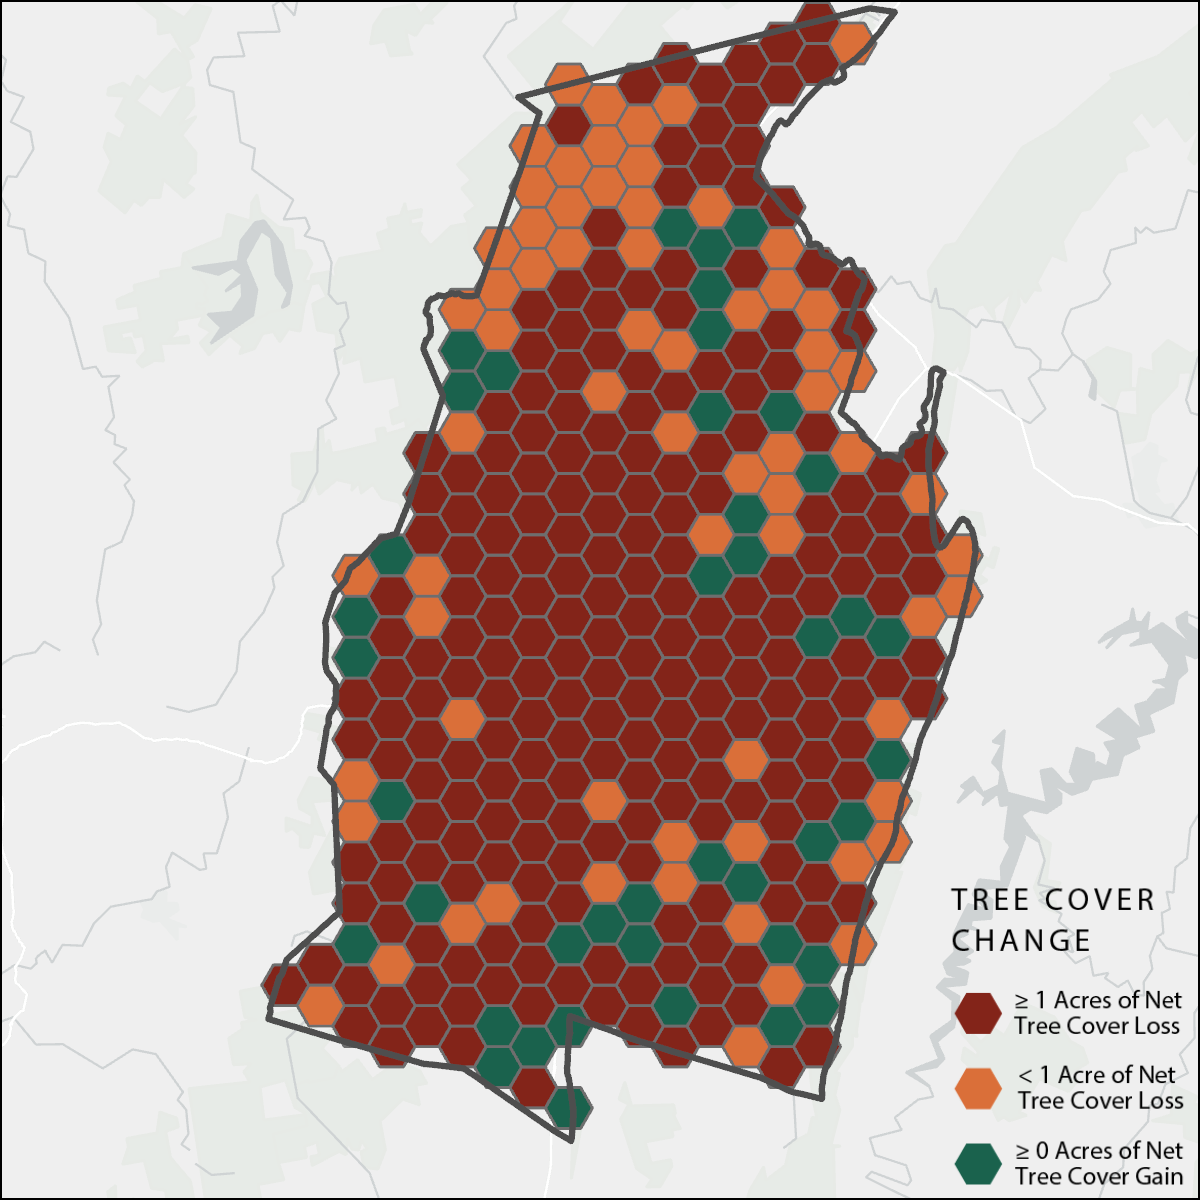 TREE COVER
CHANGE
≥ 1 Acres of Net
Tree Cover Loss
< 1 Acre of Net
Tree Cover Loss
≥ 0 Acres of Net
Tree Cover Gain